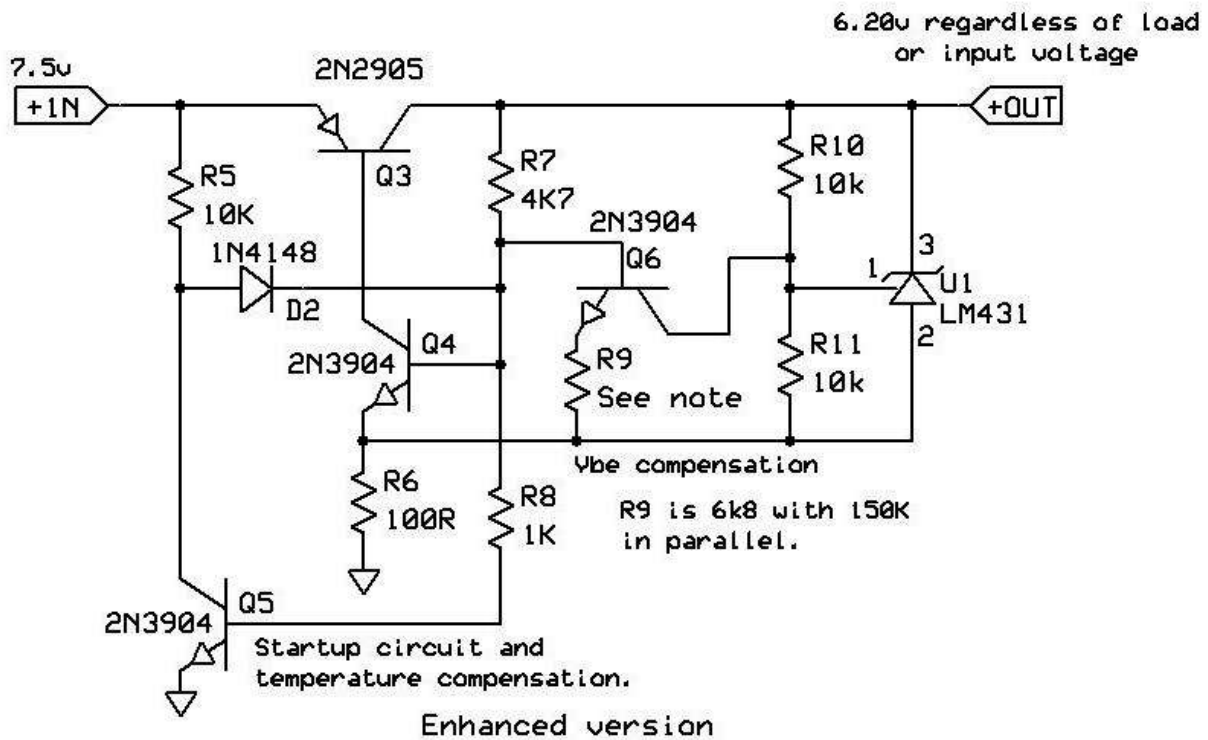 6.20v regardless of load
or input voltage
7.5v
2N2905
+IN
+OUT
Q3
R5
10K
R7
4K7
R10
10k
1N4148
D2
2N3904
Q6
3
1
U1
LM431
2
Q4
2N3904
R9
See note
R11
10k
Vbe compensation
R6
100R
R8
1K
R9 is 6k8 with 150K
in parallel.
Q5
2N3904
Startup circuit and
temperature compensation.
Enhanced version